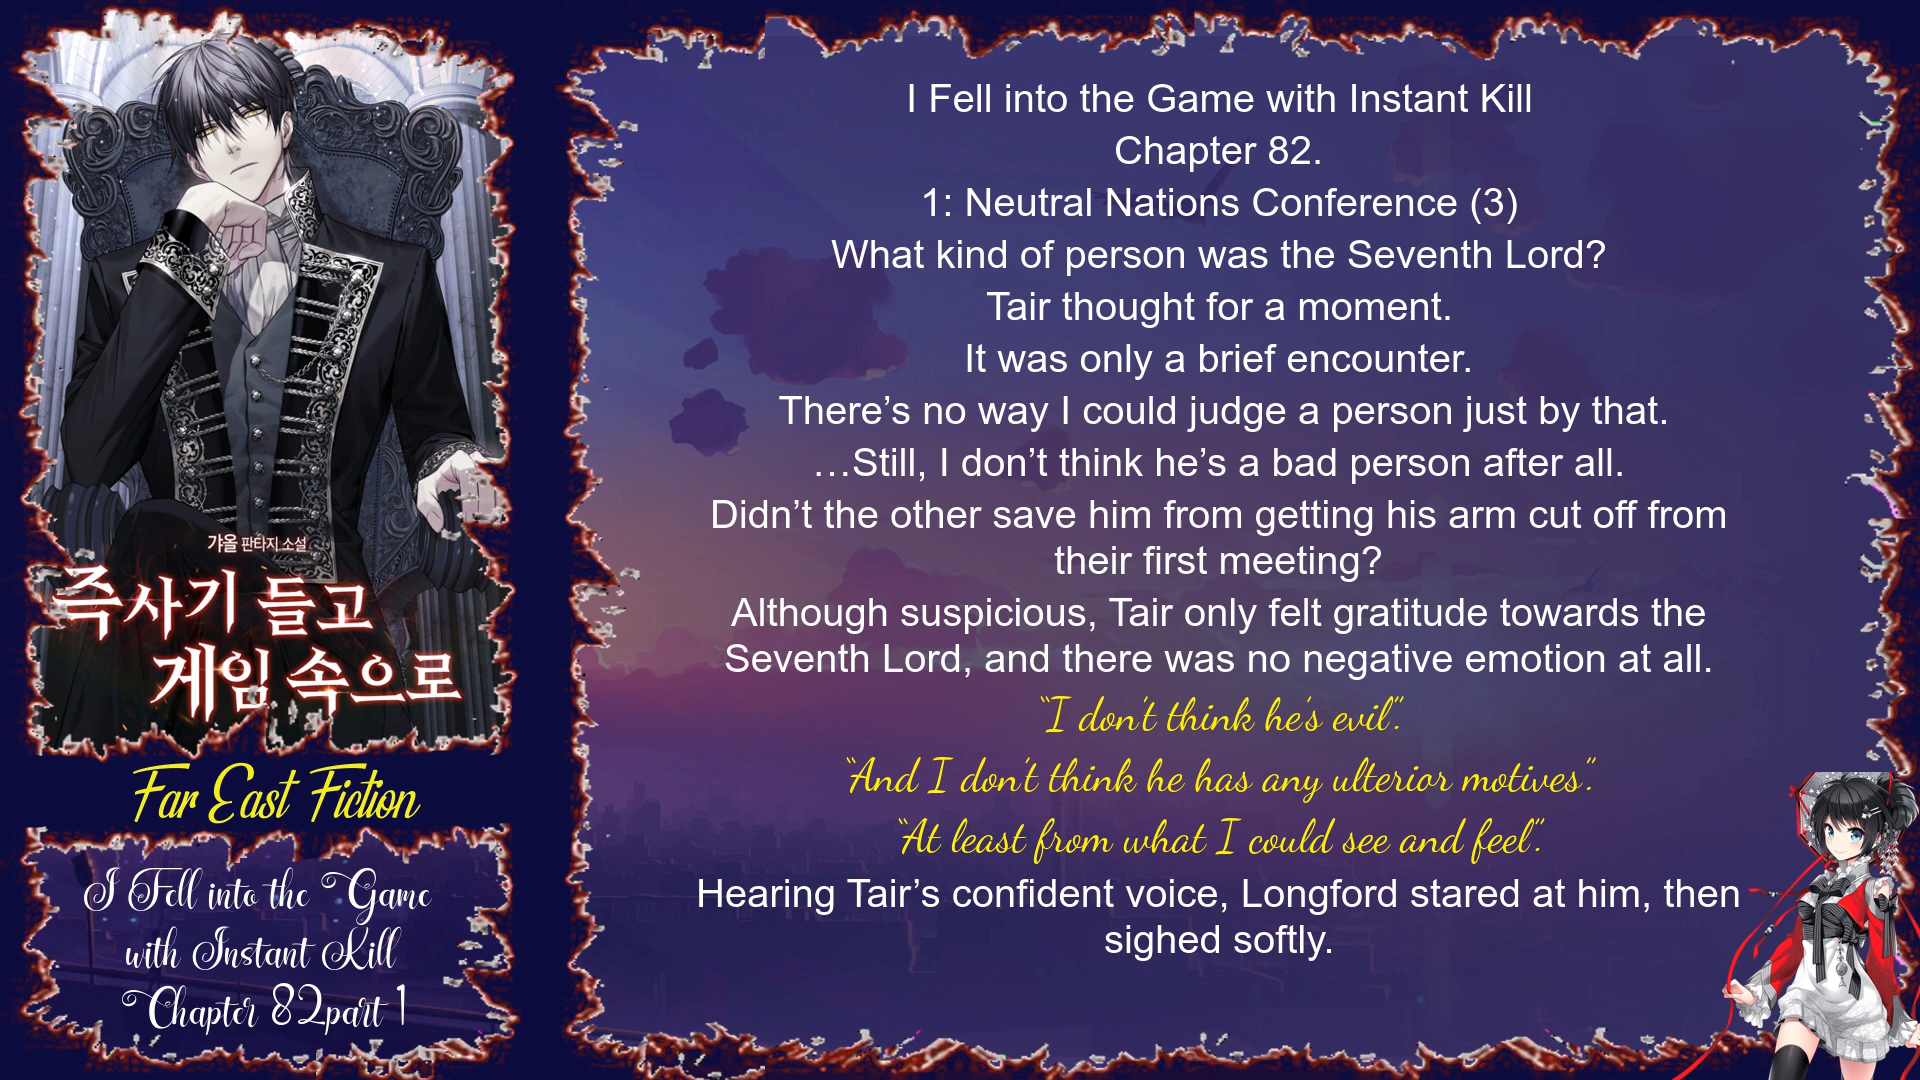 갸올 판타지 소설
즉사기 들고
게임 속으로
Far East Fiction
I Fell into the Game
with Instant Kill
Chapter 82part 1
I Fell into the Game with Instant Kill
Chapter 82.
1: Neutral Nations Conference (3)
What kind of person was the Seventh Lord?
Tair thought for a moment.
It was only a brief encounter.
There’s no way I could judge a person just by that.
…Still, I don’t think he’s a bad person after all.
Didn’t the other save him from getting his arm cut off from
their first meeting?
Although suspicious, Tair only felt gratitude towards the
Seventh Lord, and there was no negative emotion at all.
“I don’t think he’s evil”.
“And I don’t think he has any ulterior motives”.
“At least from what I could see and feel”.
Hearing Tair’s confident voice, Longford stared at him, then
sighed softly.